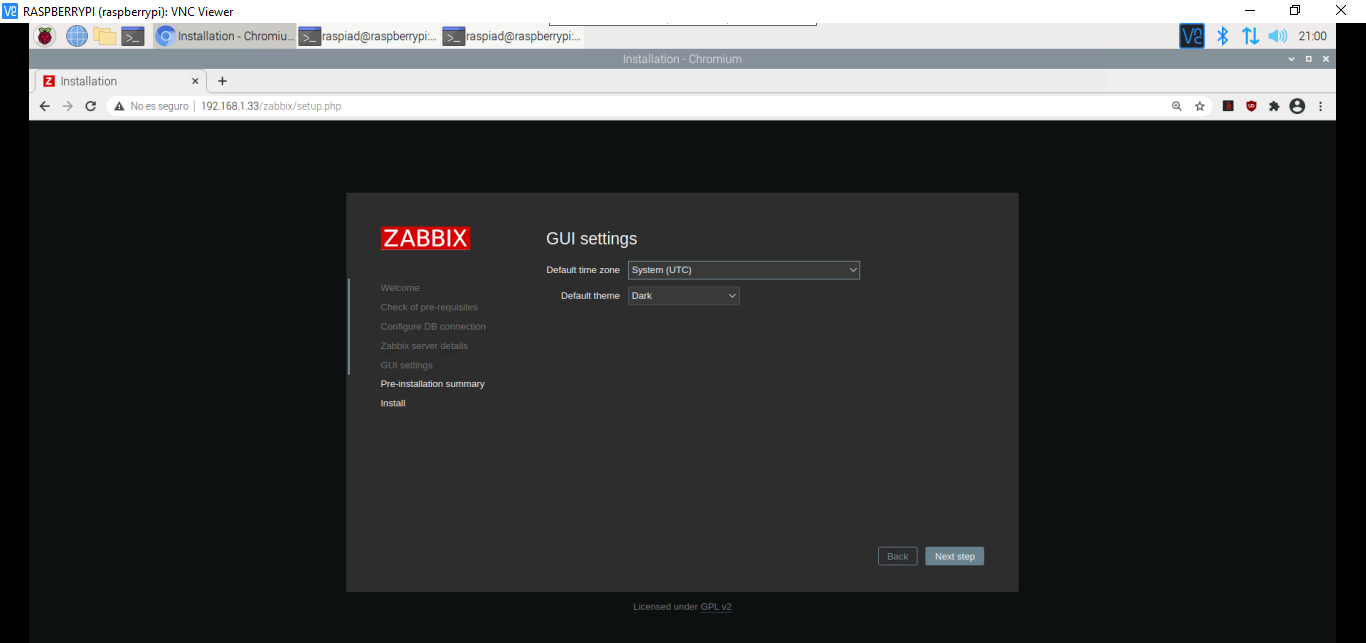 RASPBERRYPI (raspberrypi): VNC Viewer
Installation - Chromiu...
raspiad@raspberrypi:...
raspiad@raspberrypi:...
21:00
Installation - Chromium
Installation
No es seguro | 192.168.1.33/zabbix/setup.php
ZABBIX
Welcome
Check of pre-requisites
Configure DB connection
Zabbix server details
GUI settings
Pre-installation summary
Install
GUI settings
Default time zone System (UTC)
Default theme Dark
Back Next step
Licensed under GPL v2